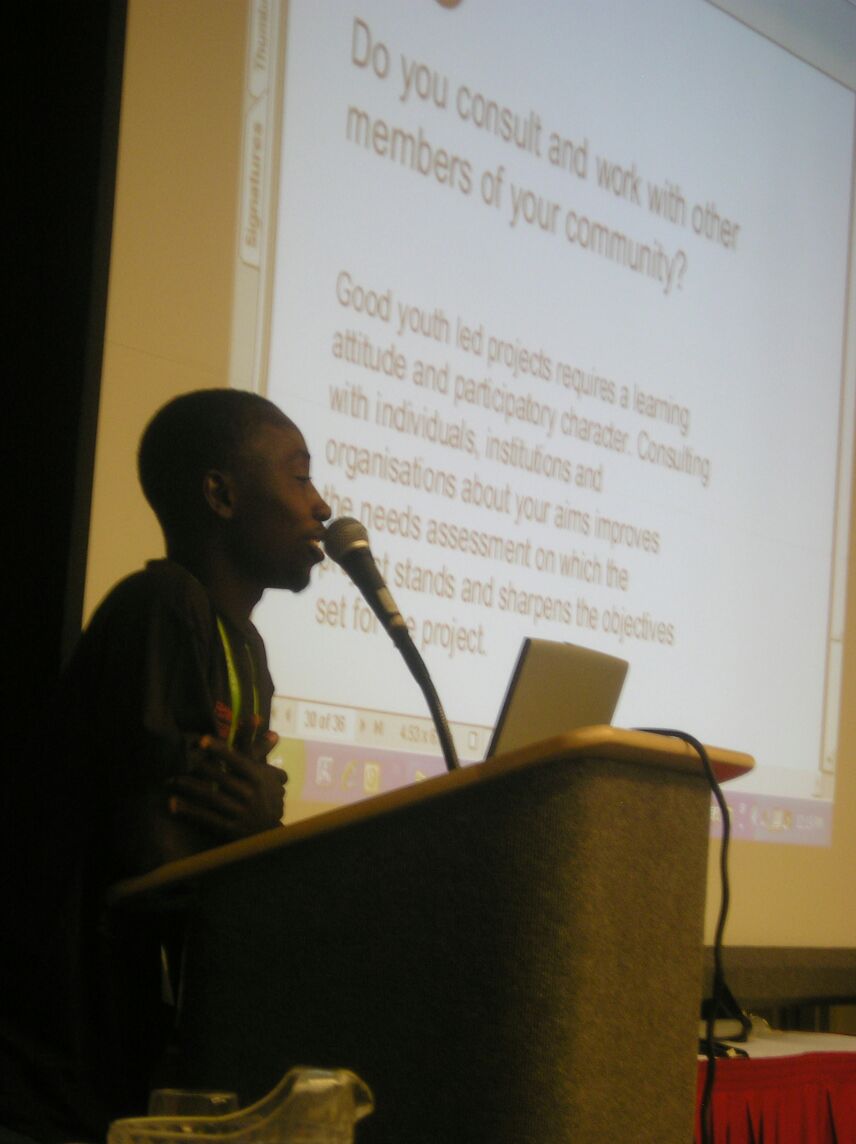 Thumb
Signatures
Do you consult and work with other
members of your community?
Good youth led projects requires a learning
attitude and participatory character. Consulting
with individuals, institutions and
organisations about your aims improves
the needs assessment on which the
stands and sharpens the objectives
set for project.
30 of 36